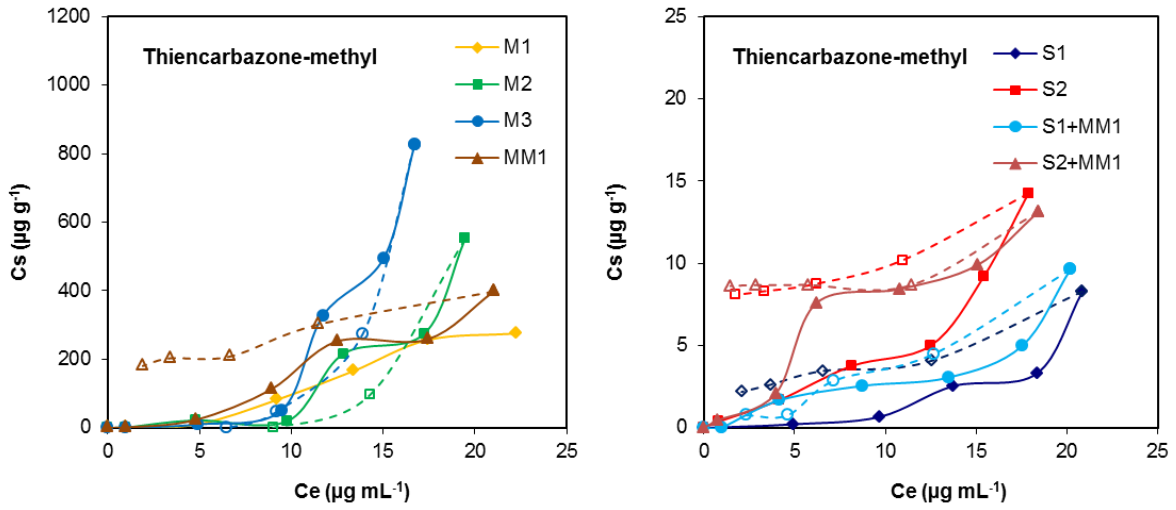 1200
1000
800
600
400
200
0
Cs (µg g-1)
Thiencarbazone-methyl
M1
M2
M3
MM1
0 5 10 15 20 25
Ce (µg mL-1)
25
20
15
10
5
0
Cs (µg g-1)
Thiencarbazone-methyl
S1
S2
S1+MM1
S2+MM1
0 5 10 15 20 25
Ce (µg mL-1)